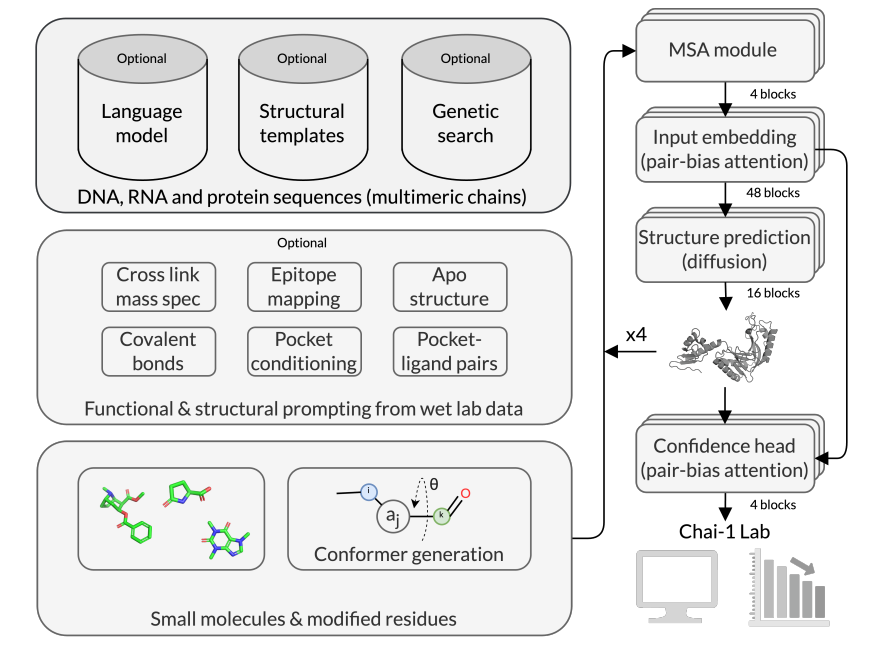 Optional
Language
model
Optional
Structural
templates
Optional
Genetic
search
DNA, RNA and protein sequences (multimeric chains)
Optional
Cross link
mass spec
Epitope
mapping
Apo
structure
Covalent
bonds
Pocket
conditioning
Pocket-
ligand pairs
Functional & structural prompting from wet lab data
i
aj
θ
k
O
Conformer generation
Small molecules & modified residues
MSA module
4 blocks
Input embedding
(pair-bias attention)
48 blocks
Structure prediction
(diffusion)
16 blocks
x4
Confidence head
(pair-bias attention)
4 blocks
Chai-1 Lab